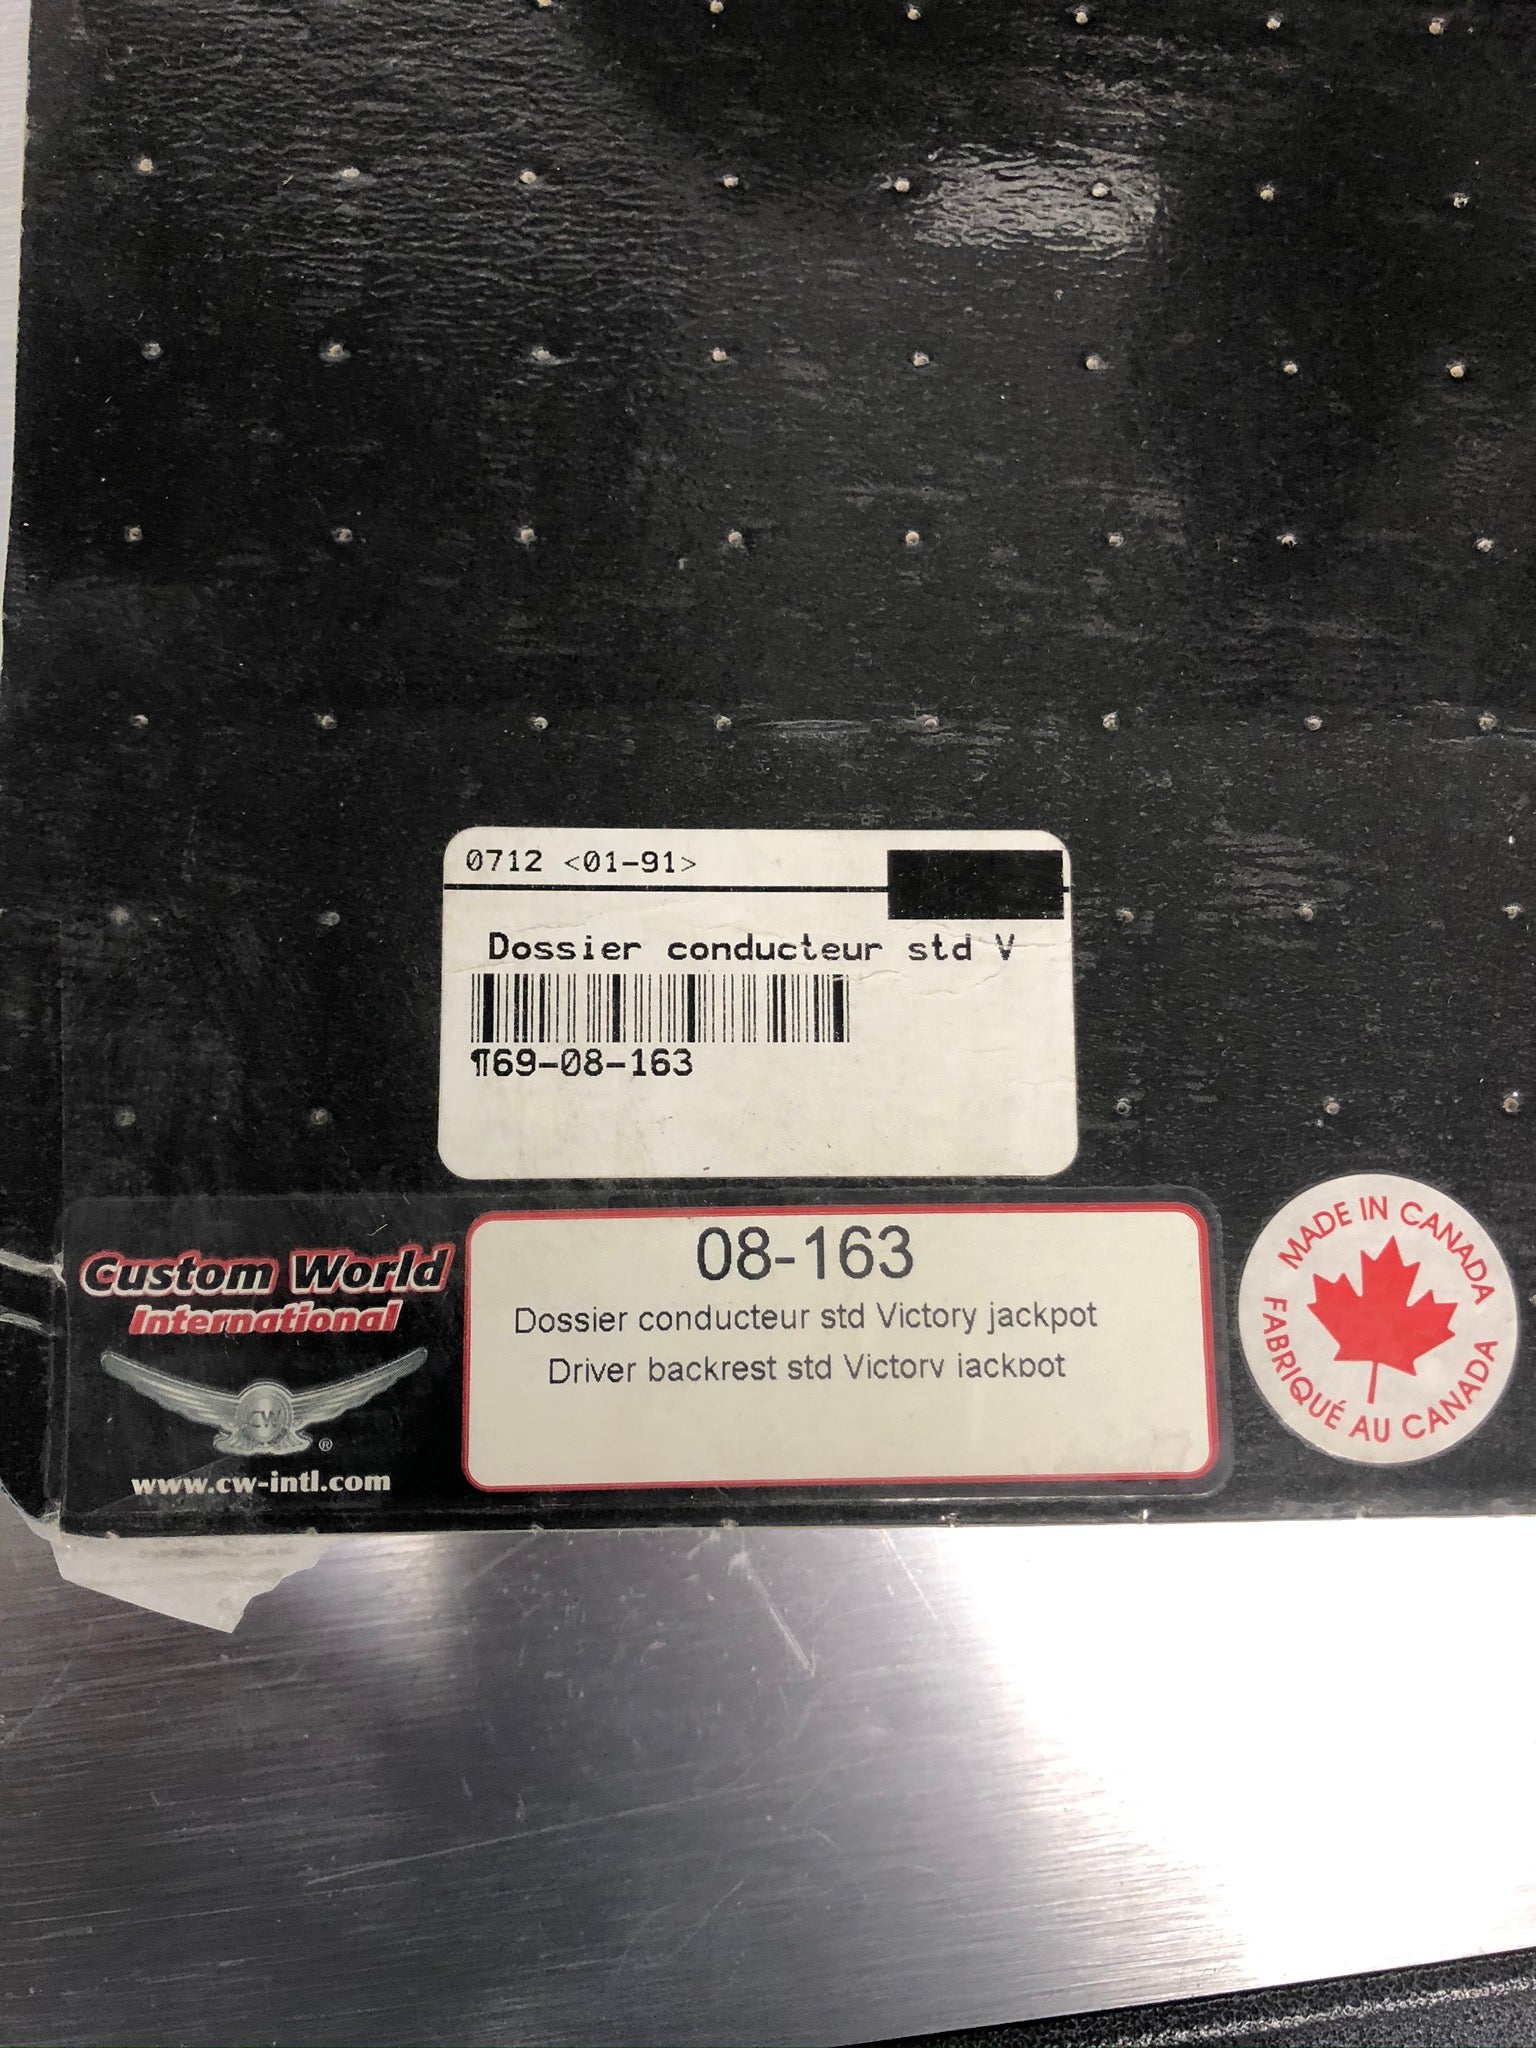 0712 <01-91>
Dossier conducteur std V
¶69-08-163
Custom World
International
CW
®
www.cw-intl.com
08-163
Dossier conducteur std Victory jackpot
Driver backrest std Victory jackpot
MADE IN CANADA
FABRIQUÉ AU CANADA